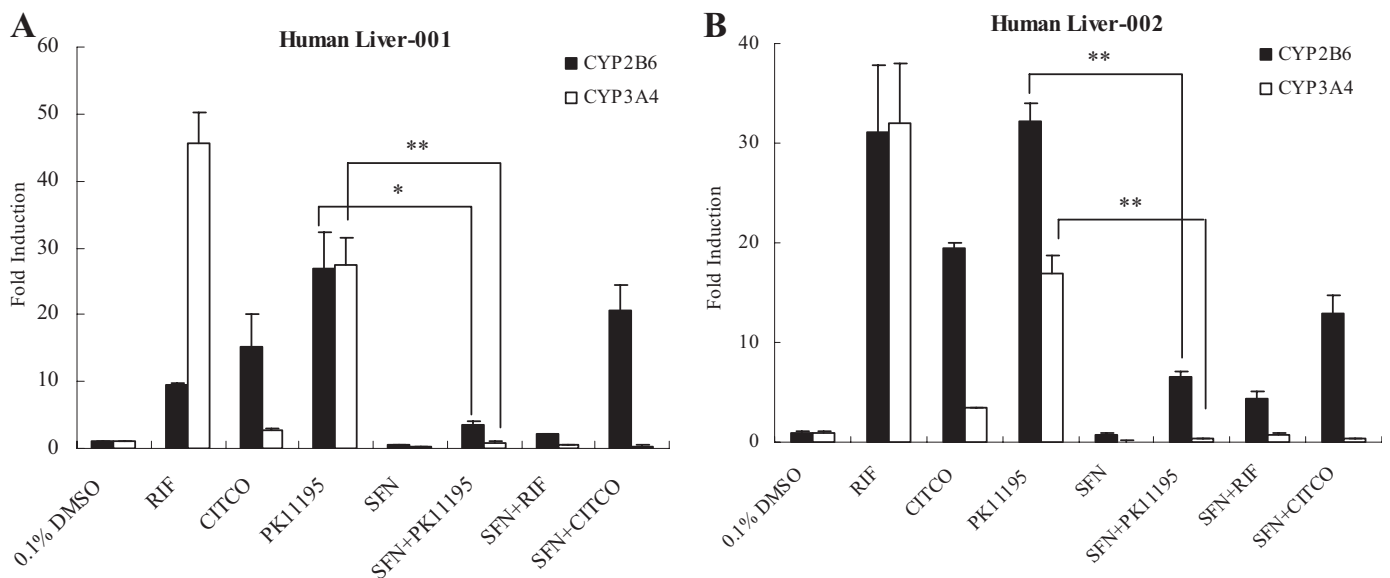 A
Human Liver-001
60
50
40
30
20
10
0
Fold Induction
CYP2B6
CYP3A4
**
*
0.1% DMSO
RIF
CITCO
PK11195
SFN
SFN+PK11195
SFN+RIF
SFN+CITCO
B
Human Liver-002
40
30
20
10
0
Fold Induction
CYP2B6
CYP3A4
**
**
0.1% DMSO
RIF
CITCO
PK11195
SFN
SFN+PK11195
SFN+RIF
SFN+CITCO